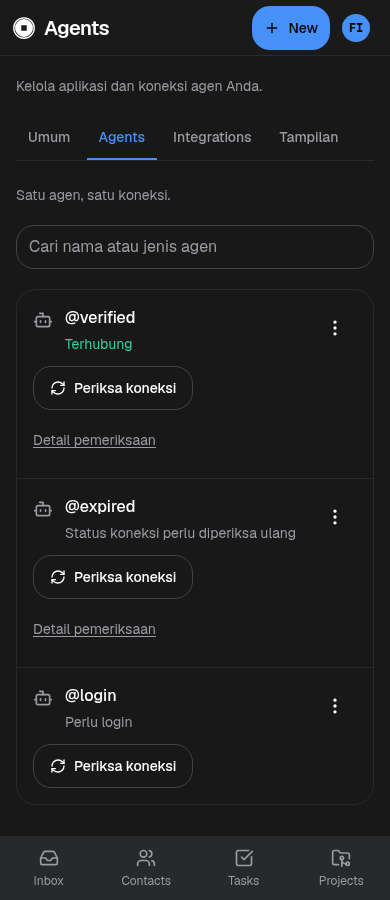 Agents
New
FI
Kelola aplikasi dan koneksi agen Anda.
Umum Agents Integrations Tampilan
Satu agen, satu koneksi.
Cari nama atau jenis agen
@verified
Terhubung
Periksa koneksi
Detail pemeriksaan
@expired
Status koneksi perlu diperiksa ulang
Periksa koneksi
Detail pemeriksaan
@login
Perlu login
Periksa koneksi
Inbox Contacts Tasks Projects